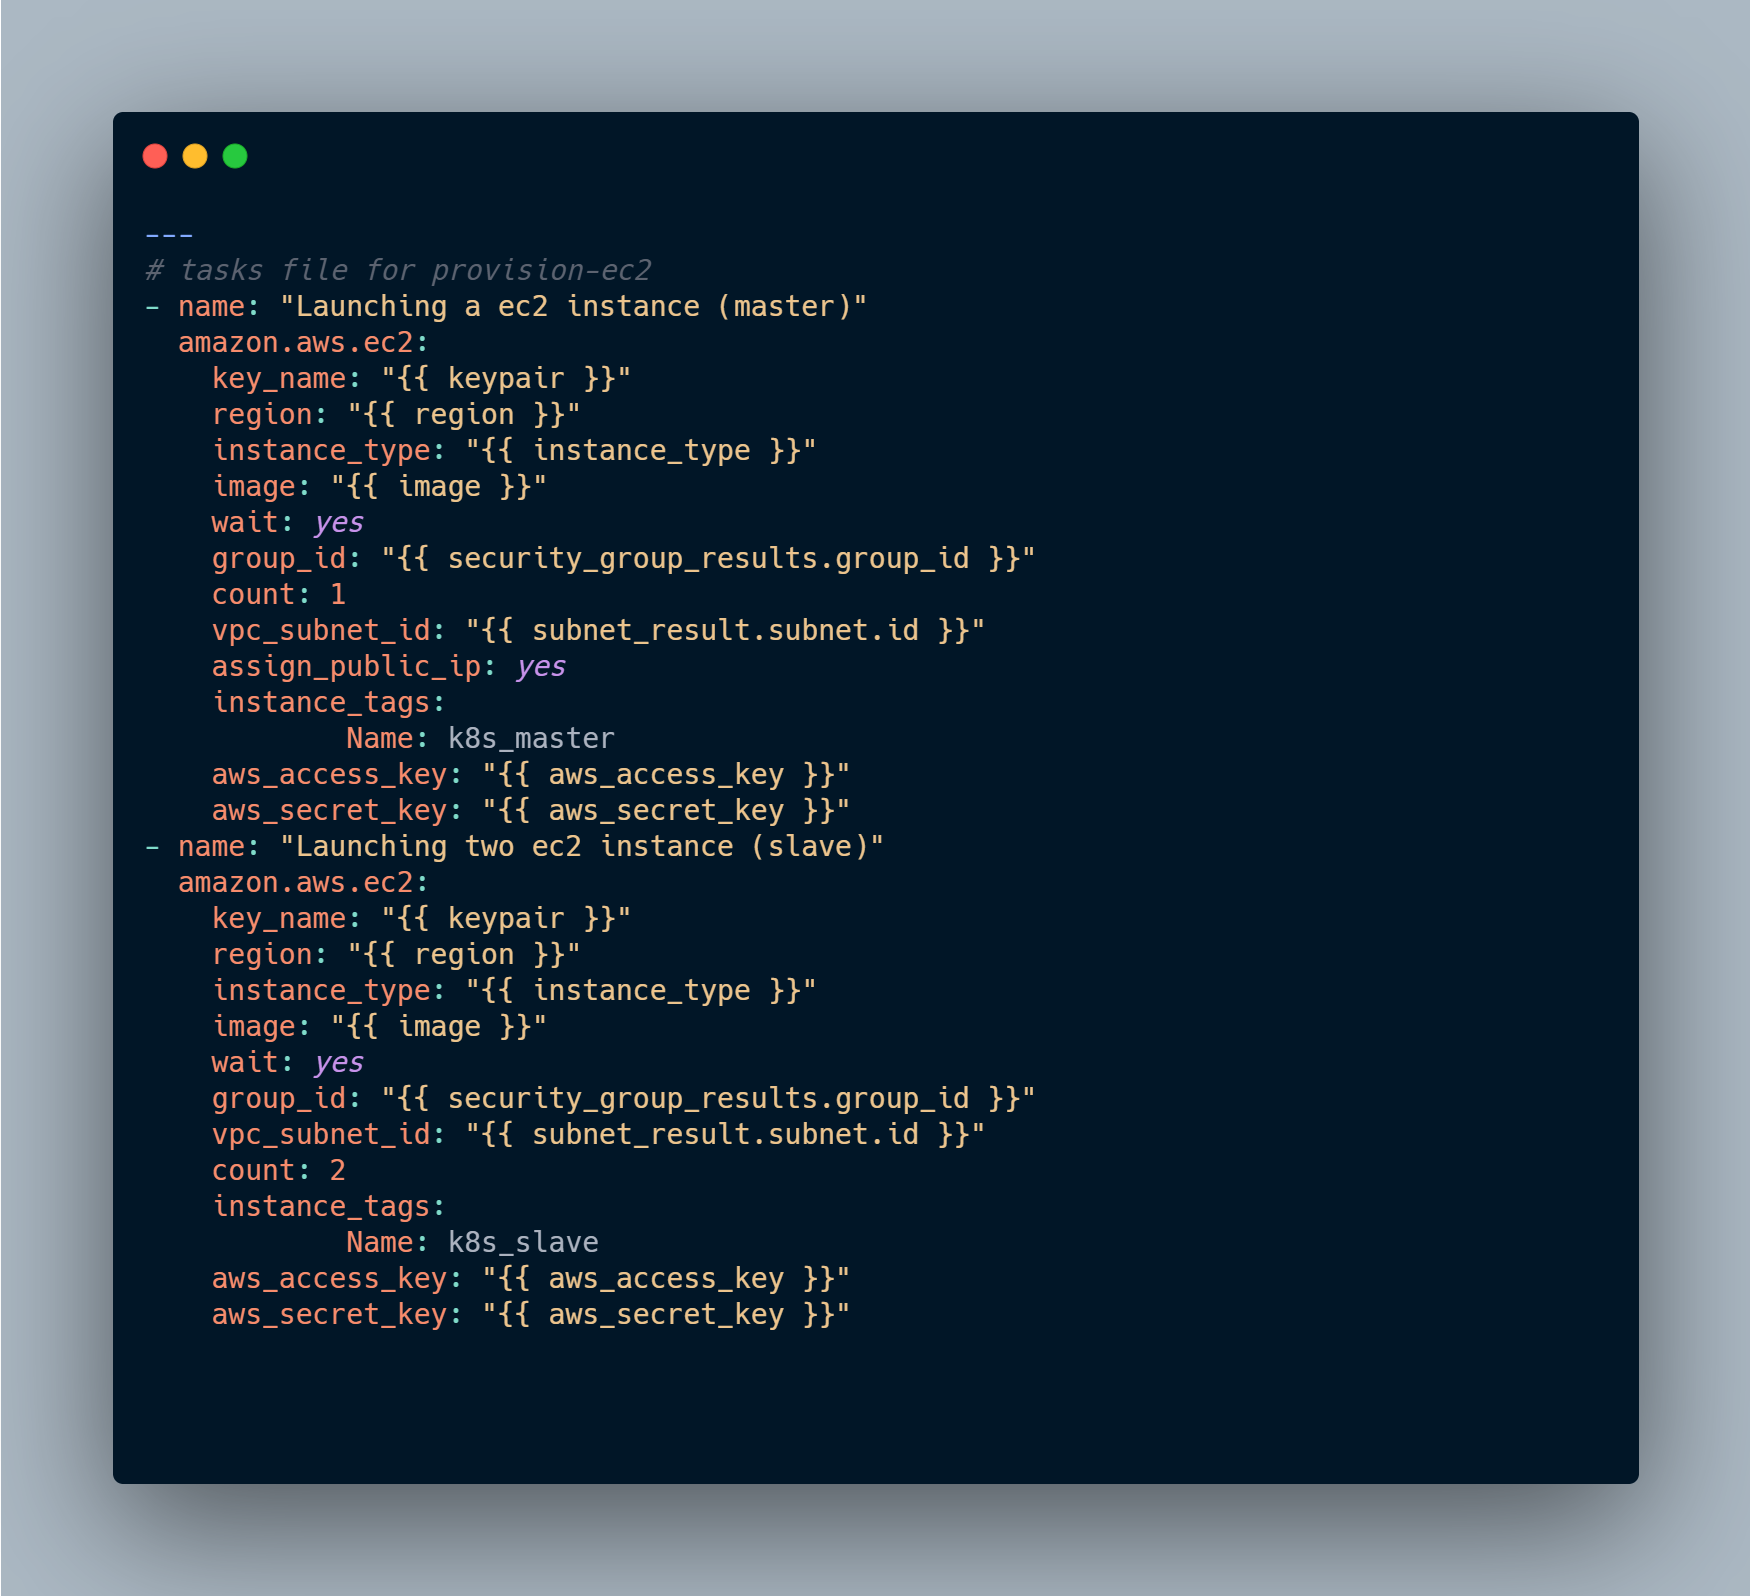 ---
# tasks file for provision-ec2
- name: "Launching a ec2 instance (master)"
  amazon.aws.ec2:
    key_name: "{{ keypair }}"
    region: "{{ region }}"
    instance_type: "{{ instance_type }}"
    image: "{{ image }}"
    wait: yes
    group_id: "{{ security_group_results.group_id }}"
    count: 1
    vpc_subnet_id: "{{ subnet_result.subnet.id }}"
    assign_public_ip: yes
    instance_tags:
            Name: k8s_master
    aws_access_key: "{{ aws_access_key }}"
    aws_secret_key: "{{ aws_secret_key }}"
- name: "Launching two ec2 instance (slave)"
  amazon.aws.ec2:
    key_name: "{{ keypair }}"
    region: "{{ region }}"
    instance_type: "{{ instance_type }}"
    image: "{{ image }}"
    wait: yes
    group_id: "{{ security_group_results.group_id }}"
    vpc_subnet_id: "{{ subnet_result.subnet.id }}"
    count: 2
    instance_tags:
            Name: k8s_slave
    aws_access_key: "{{ aws_access_key }}"
    aws_secret_key: "{{ aws_secret_key }}"